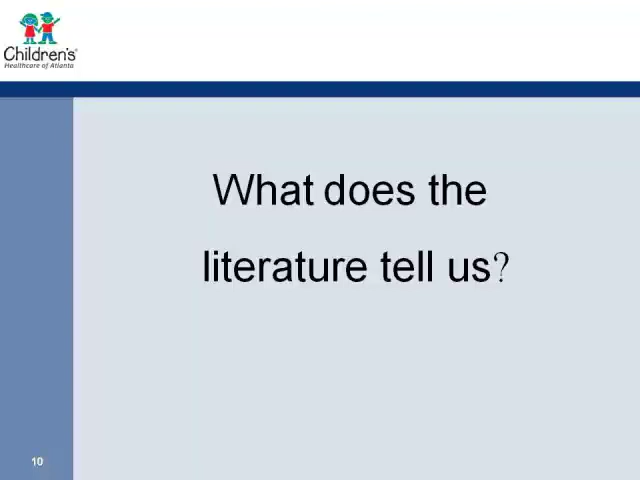 Children's
Healthcare of Atlanta
What does the
literature tell us?
10